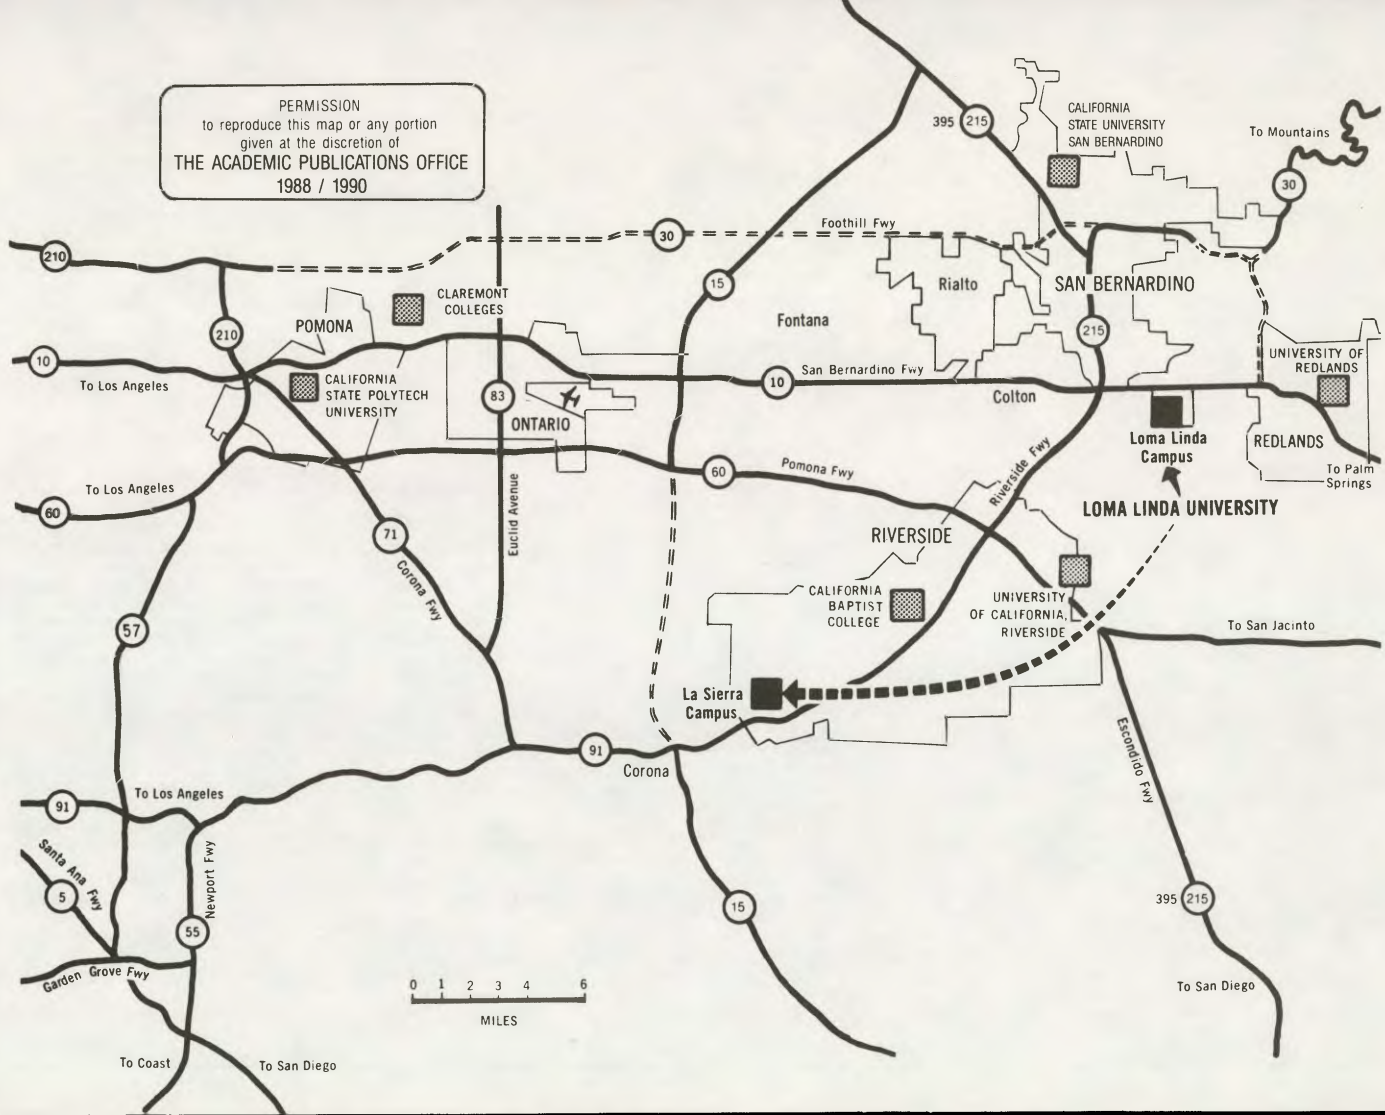 PERMISSION
to reproduce this map or any portion
given at the discretion of
THE ACADEMIC PUBLICATIONS OFFICE
1988 / 1990
395
215
CALIFORNIA
STATE UNIVERSITY
SAN BERNARDINO
To Mountains
30
Foothill Fwy
30
210
15
Rialto
SAN BERNARDINO
CLAREMONT
COLLEGES
POMONA
210
Fontana
215
10
To Los Angeles
San Bernardino Fwy
10
UNIVERSITY OF
REDLANDS
CALIFORNIA
STATE POLYTECH
UNIVERSITY
83
ONTARIO
Colton
Loma Linda
Campus
REDLANDS
To Palm
Springs
Riverside Fwy
60
Pomona Fwy
To Los Angeles
60
Euclid Avenue
LOMA LINDA UNIVERSITY
71
Corona Fwy
RIVERSIDE
CALIFORNIA
BAPTIST
COLLEGE
UNIVERSITY
OF CALIFORNIA,
RIVERSIDE
57
To San Jacinto
La Sierra
Campus
91
Corona
Escondido Fwy
91
To Los Angeles
Santa Ana Fwy
5
Newport Fwy
55
15
395
215
Garden Grove Fwy
0 1 2 3 4 6
MILES
To San Diego
To Coast
To San Diego